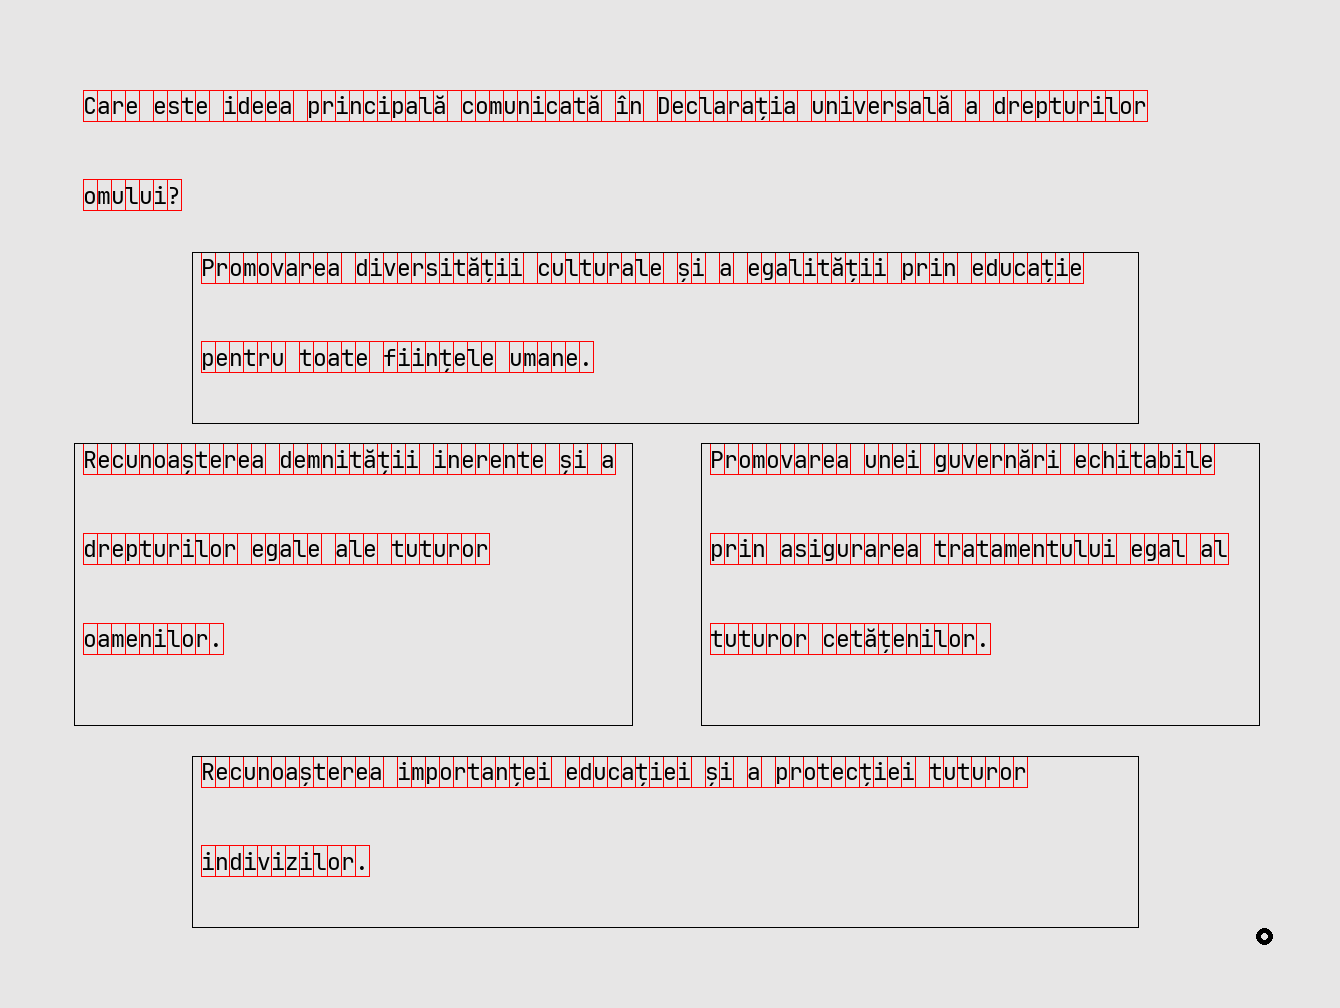 Care este ideea principală comunicată în Declarația universală a drepturilor
omului?
Promovarea diversității culturale și a egalității prin educație
pentru toate ființele umane.
Recunoașterea demnității inerente și a
drepturilor egale ale tuturor
oamenilor.
Promovarea unei guvernări echitabile
prin asigurarea tratamentului egal al
tuturor cetățenilor.
Recunoașterea importanței educației și a protecției tuturor
indivizilor.